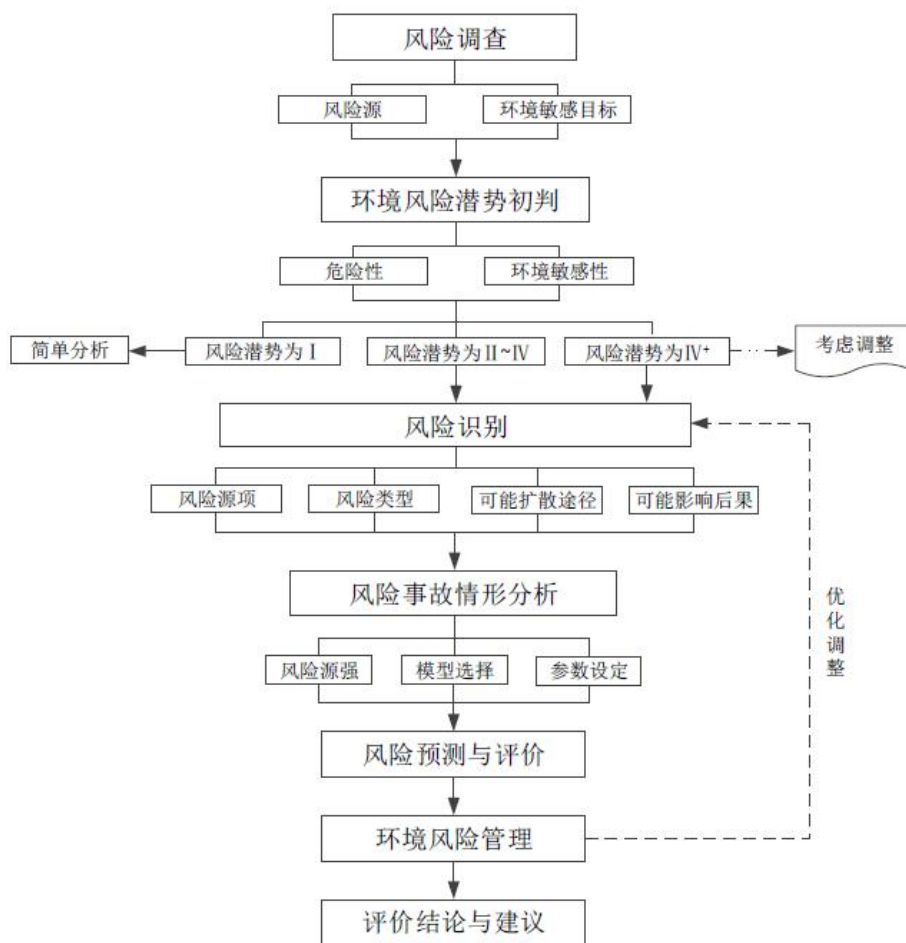 风险调查
风险源
环境敏感目标
环境风险潜势初判
危险性
环境敏感性
简单分析
风险潜势为Ⅰ
风险潜势为Ⅱ~Ⅳ
风险潜势为Ⅳ⁺
考虑调整
风险识别
风险源项
风险类型
可能扩散途径
可能影响后果
风险事故情形分析
优化调整
风险源强
模型选择
参数设定
风险预测与评价
环境风险管理
评价结论与建议